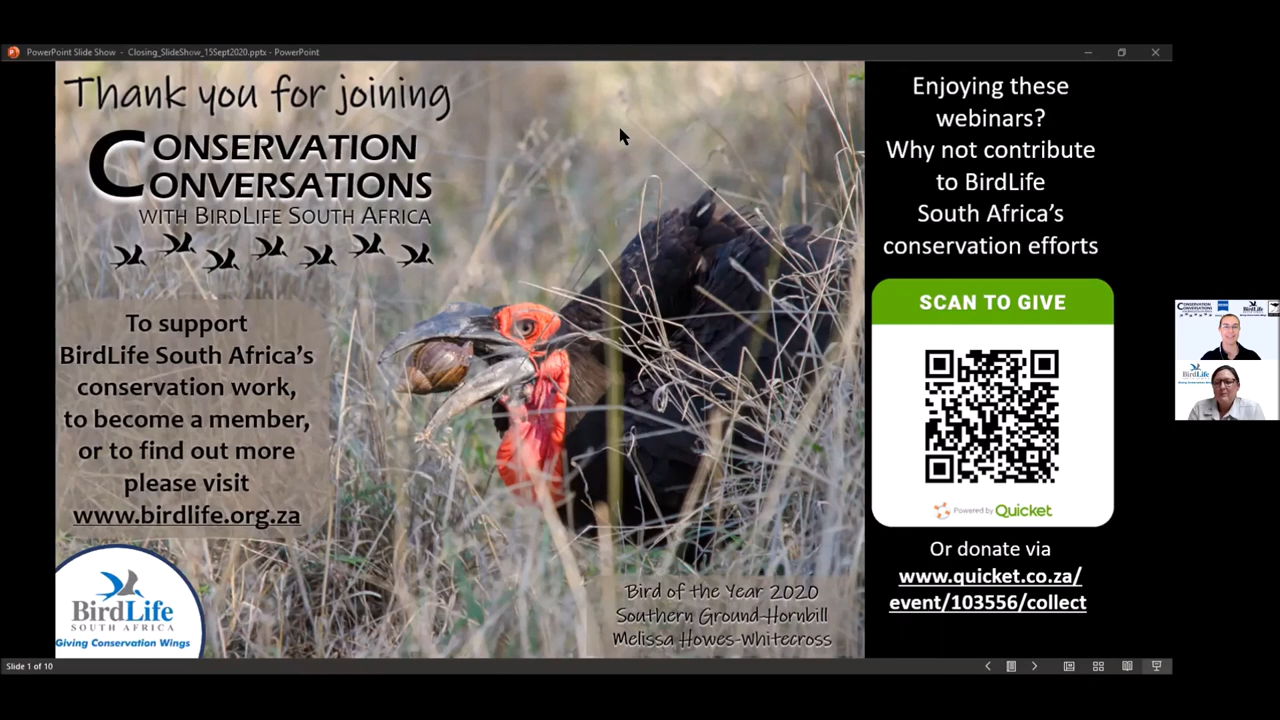 PowerPoint Slide Show - Closing_SlideShow_15Sept2020.pptx - PowerPoint
Thank you for joining
CONSERVATION
CONVERSATIONS
WITH BIRDLIFE SOUTH AFRICA
To support
BirdLife South Africa's
conservation work,
to become a member,
or to find out more
please visit
www.birdlife.org.za
BirdLife
SOUTH AFRICA
Giving Conservation Wings
Bird of the Year 2020
Southern Ground-Hornbill
Melissa Howes-Whitecross
Enjoying these
webinars?
Why not contribute
to BirdLife
South Africa's
conservation efforts
SCAN TO GIVE
Powered by Quicket
Or donate via
www.quicket.co.za/
event/103556/collect
Slide 1 of 10